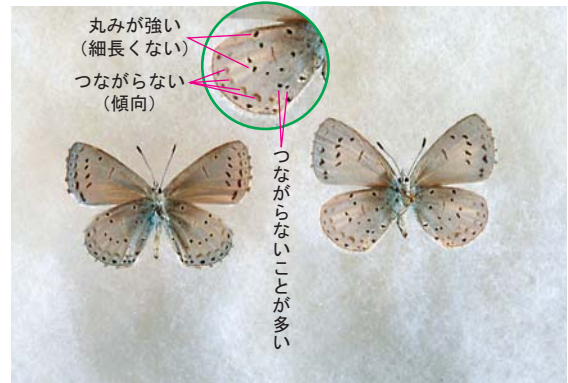 丸みが強い
（細長くない）
つながらない
（傾向）
つながらないことが多い